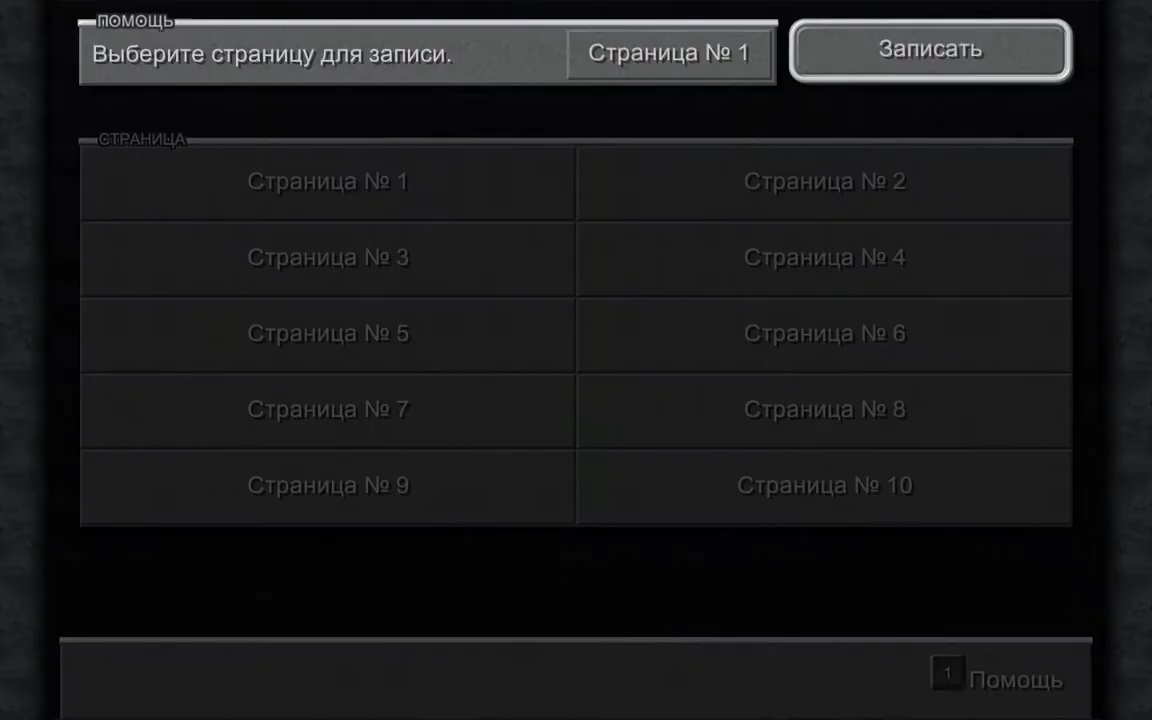 ПОМОЩЬ
Выберите страницу для записи.
Страница № 1
Записать
СТРАНИЦА
Страница № 1
Страница № 2
Страница № 3
Страница № 4
Страница № 5
Страница № 6
Страница № 7
Страница № 8
Страница № 9
Страница № 10
1 Помощь